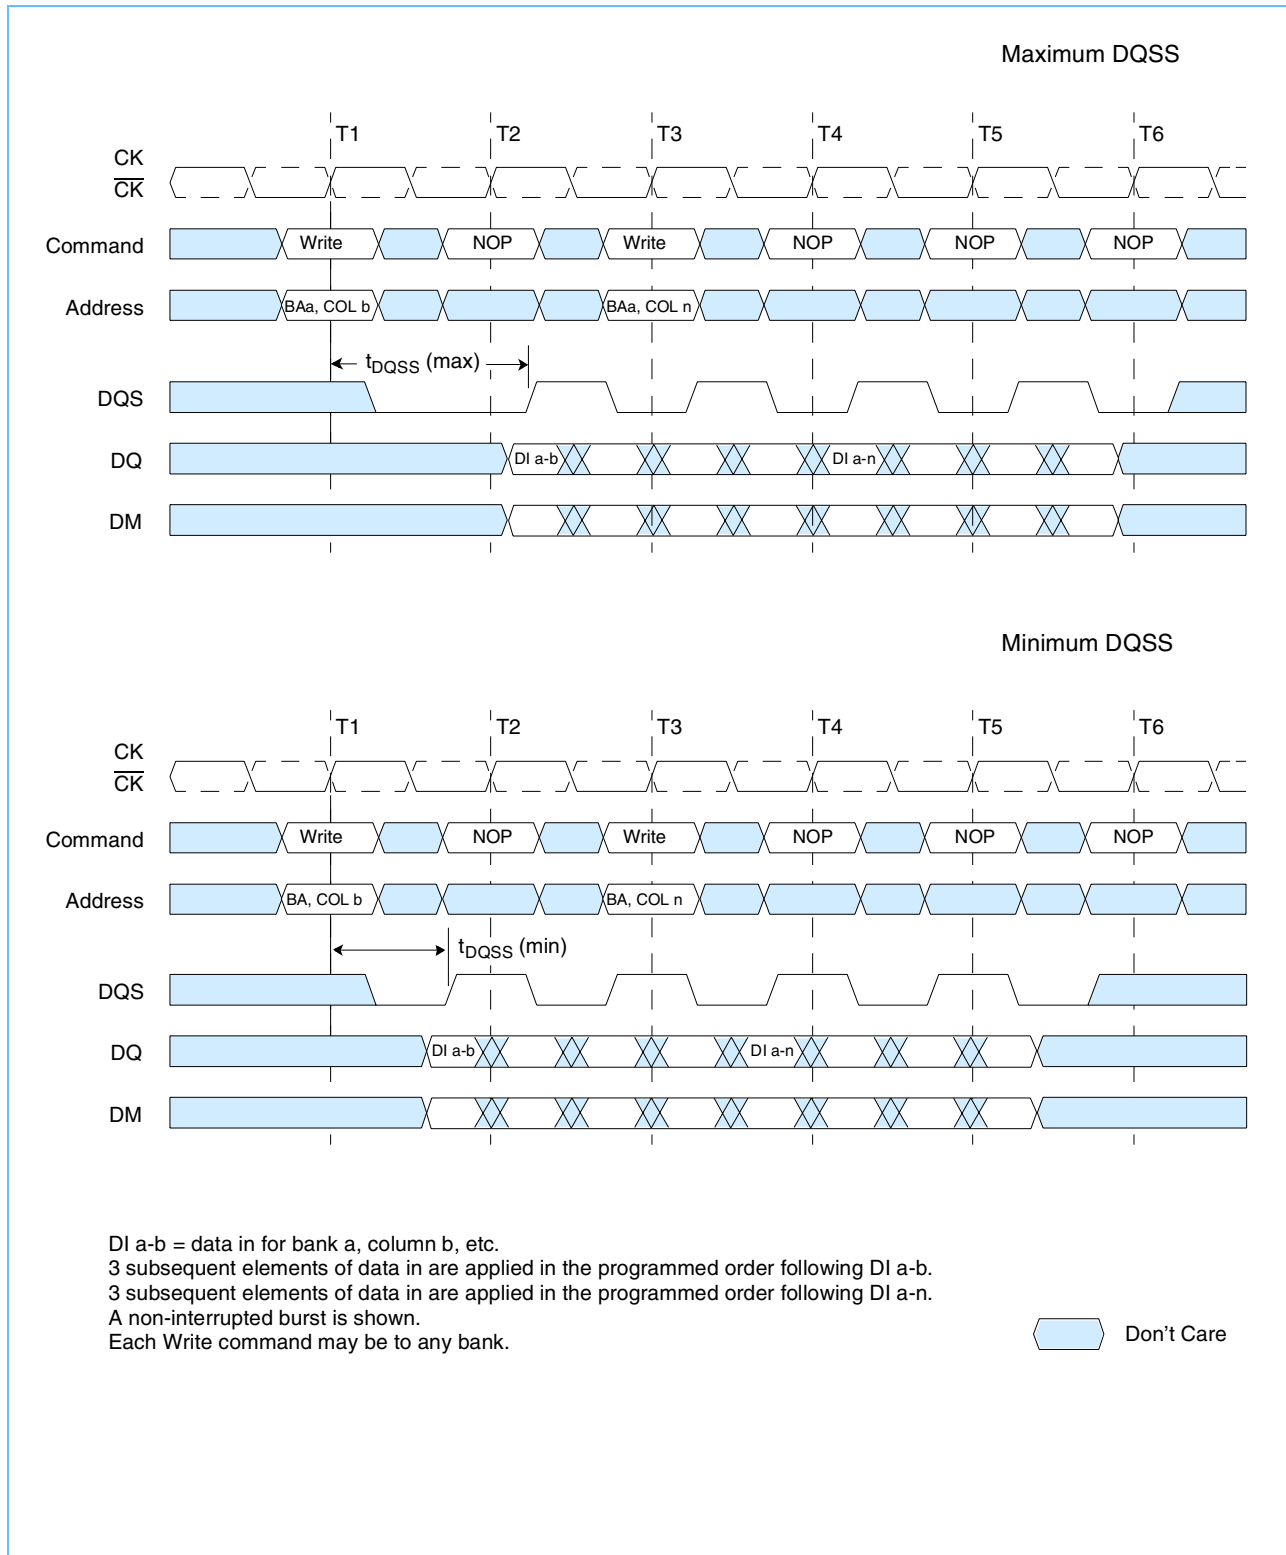 Maximum DQSS
T1 T2 T3 T4 T5 T6
CK
CK
Command Write NOP Write NOP NOP NOP
Address BAa, COL b BAa, COL n
tDQSS (max)
DQS
DQ DI a-b DI a-n
DM
Minimum DQSS
T1 T2 T3 T4 T5 T6
CK
CK
Command Write NOP Write NOP NOP NOP
Address BA, COL b BA, COL n
tDQSS (min)
DQS
DQ DI a-b DI a-n
DM
DI a-b = data in for bank a, column b, etc.
3 subsequent elements of data in are applied in the programmed order following DI a-b.
3 subsequent elements of data in are applied in the programmed order following DI a-n.
A non-interrupted burst is shown.
Each Write command may be to any bank.
Don't Care